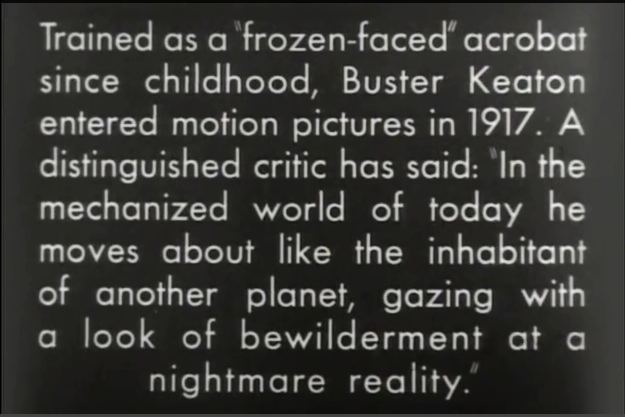 Trained as a "frozen-faced" acrobat
since childhood, Buster Keaton
entered motion pictures in 1917. A
distinguished critic has said: "In the
mechanized world of today he
moves about like the inhabitant
of another planet, gazing with
a look of bewilderment at a
nightmare reality."